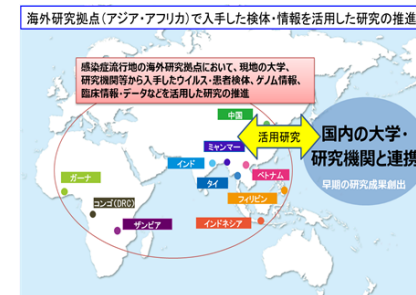 海外研究拠点(アジア・アフリカ)で入手した検体・情報を活用した研究の推進
感染症流行地の海外研究拠点において、現地の大学、
研究機関等から入手したウイルス・患者検体、ゲノム情報、
臨床情報・データなどを活用した研究の推進
中国
活用研究
国内の大学・
研究機関と連携
早期の研究成果創出
ミャンマー
インド
タイ
ベトナム
フィリピン
ガーナ
コンゴ(DRC)
ザンビア
インドネシア